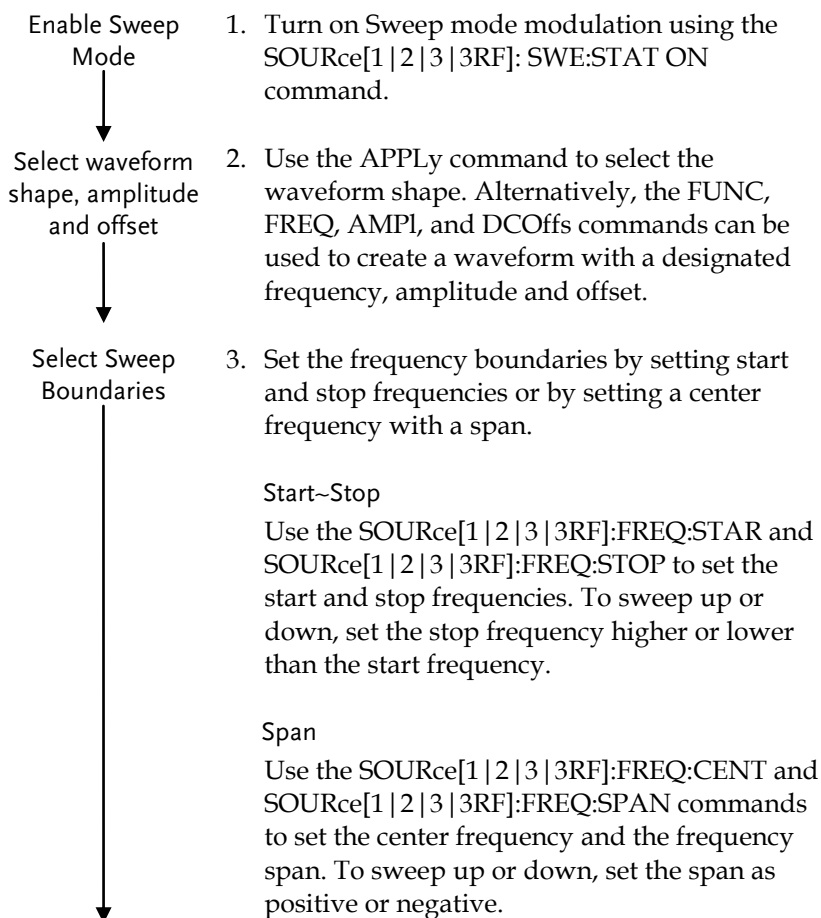 Enable Sweep
Mode
1. Turn on Sweep mode modulation using the
SOURce[1|2|3|3RF]: SWE:STAT ON
command.
Select waveform
shape, amplitude
and offset
2. Use the APPLy command to select the
waveform shape. Alternatively, the FUNC,
FREQ, AMPl, and DCOffs commands can be
used to create a waveform with a designated
frequency, amplitude and offset.
Select Sweep
Boundaries
3. Set the frequency boundaries by setting start
and stop frequencies or by setting a center
frequency with a span.
Start~Stop
Use the SOURce[1|2|3|3RF]:FREQ:STAR and
SOURce[1|2|3|3RF]:FREQ:STOP to set the
start and stop frequencies. To sweep up or
down, set the stop frequency higher or lower
than the start frequency.
Span
Use the SOURce[1|2|3|3RF]:FREQ:CENT and
SOURce[1|2|3|3RF]:FREQ:SPAN commands
to set the center frequency and the frequency
span. To sweep up or down, set the span as
positive or negative.